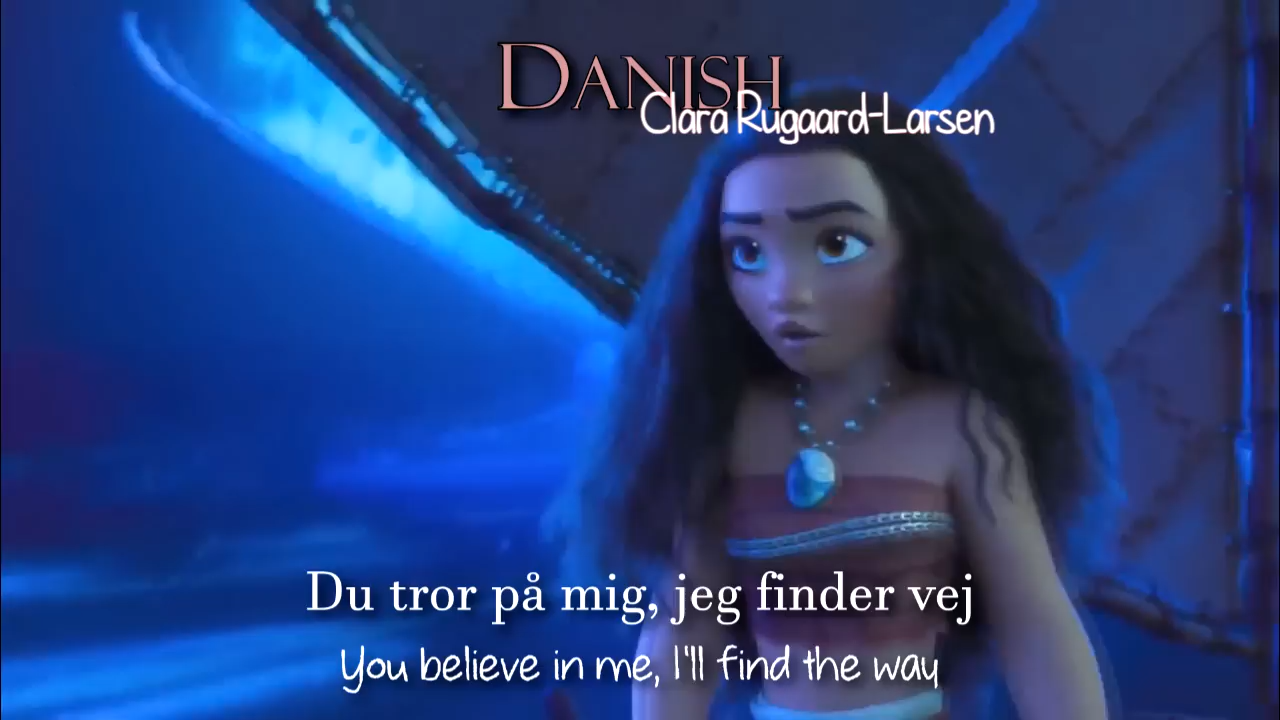 DANISH
Clara Rugaard-Larsen
Du tror på mig, jeg finder vej
You believe in me, I'll find the way